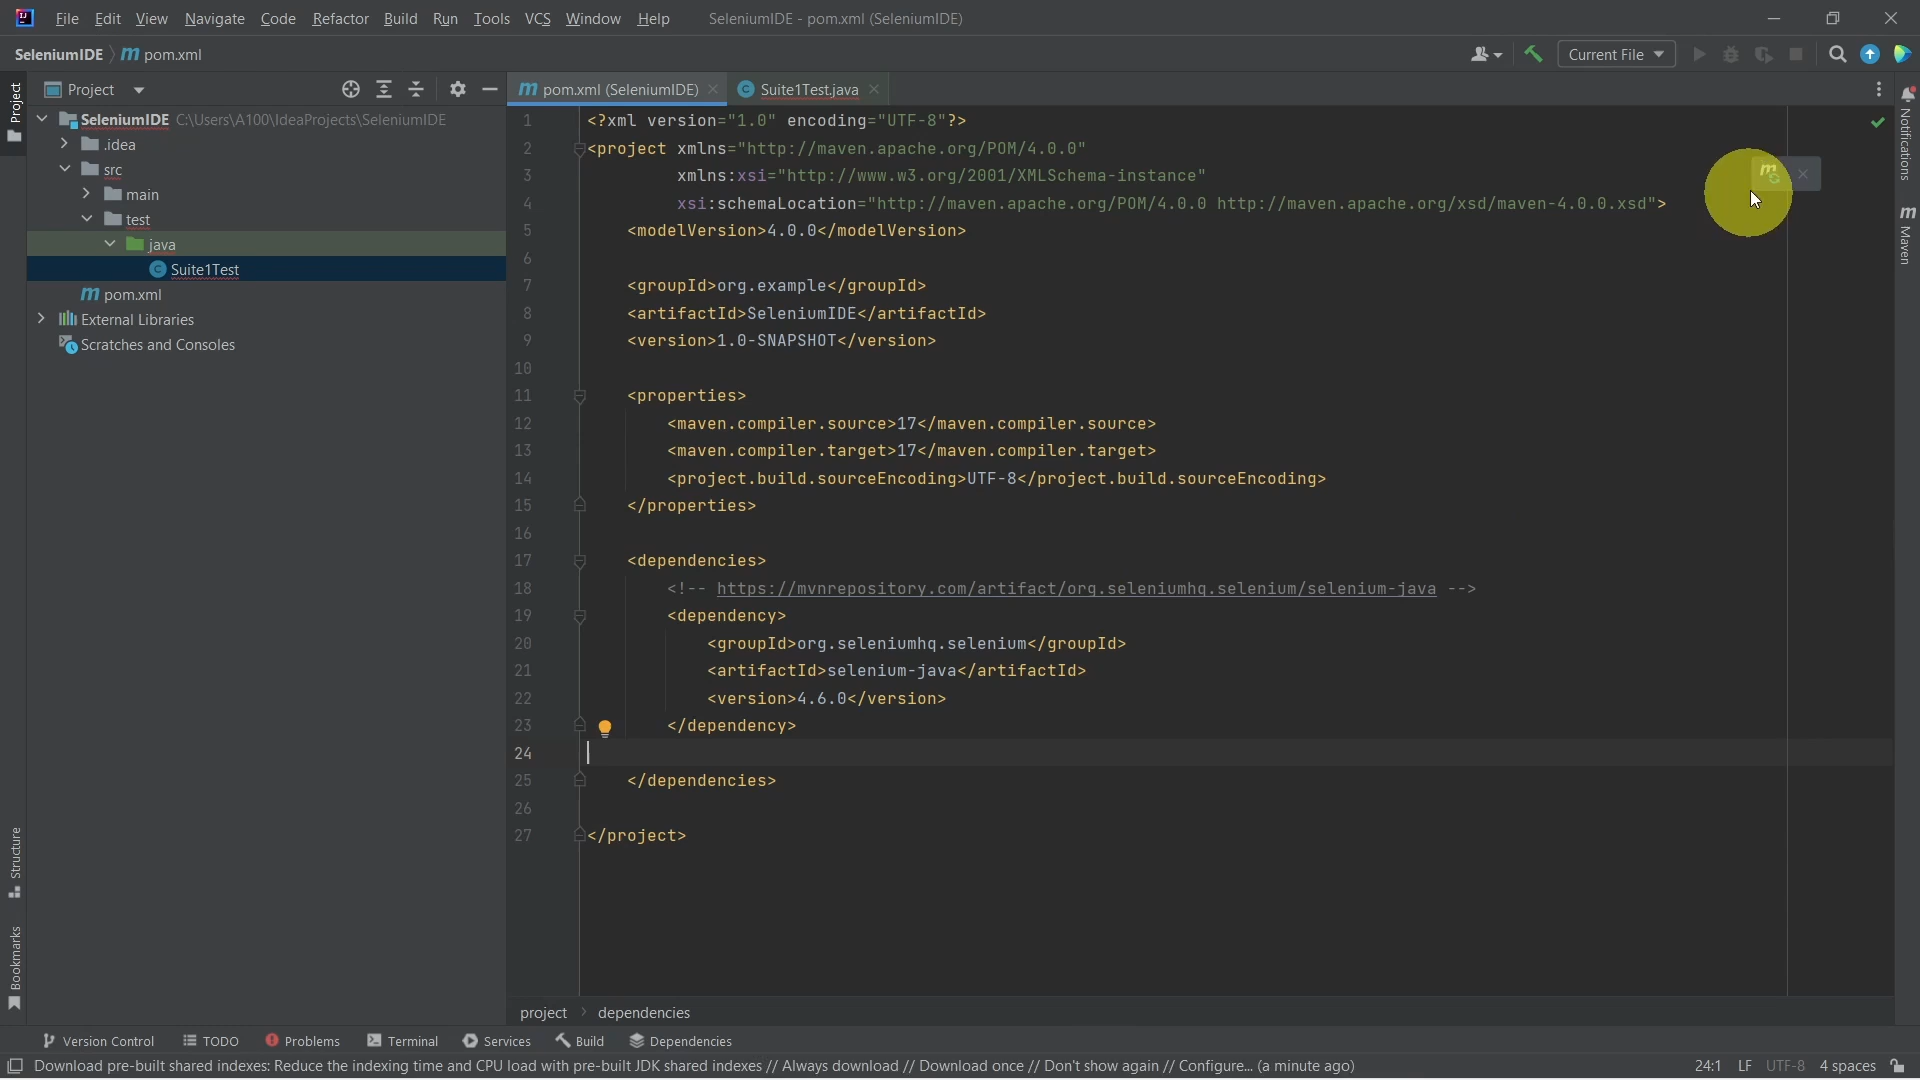 File Edit View Navigate Code Refactor Build Run Tools VCS Window Help SeleniumIDE - pom.xml (SeleniumIDE)
SeleniumIDE m pom.xml Current File
Project
Project
pom.xml (SeleniumIDE)
Suite1Test.java
Notifications
Maven
Structure
Bookmarks
SeleniumIDE C:\Users\A100\IdeaProjects\SeleniumIDE
.idea
src
main
test
java
Suite1Test
pom.xml
External Libraries
Scratches and Consoles
1 <?xml version="1.0" encoding="UTF-8"?>
2 <project xmlns="http://maven.apache.org/POM/4.0.0"
3 xmlns:xsi="http://www.w3.org/2001/XMLSchema-instance"
4 xsi:schemaLocation="http://maven.apache.org/POM/4.0.0 http://maven.apache.org/xsd/maven-4.0.0.xsd">
5 <modelVersion>4.0.0</modelVersion>
6
7 <groupId>org.example</groupId>
8 <artifactId>SeleniumIDE</artifactId>
9 <version>1.0-SNAPSHOT</version>
10
11 <properties>
12 <maven.compiler.source>17</maven.compiler.source>
13 <maven.compiler.target>17</maven.compiler.target>
14 <project.build.sourceEncoding>UTF-8</project.build.sourceEncoding>
15 </properties>
16
17 <dependencies>
18 <!-- https://mvnrepository.com/artifact/org.seleniumhq.selenium/selenium-java -->
19 <dependency>
20 <groupId>org.seleniumhq.selenium</groupId>
21 <artifactId>selenium-java</artifactId>
22 <version>4.6.0</version>
23 </dependency>
24
25 </dependencies>
26
27 </project>
project dependencies
Version Control TODO Problems Terminal Services Build Dependencies
Download pre-built shared indexes: Reduce the indexing time and CPU load with pre-built JDK shared indexes // Always download // Download once // Don't show again // Configure... (a minute ago) 24:1 LF UTF-8 4 spaces